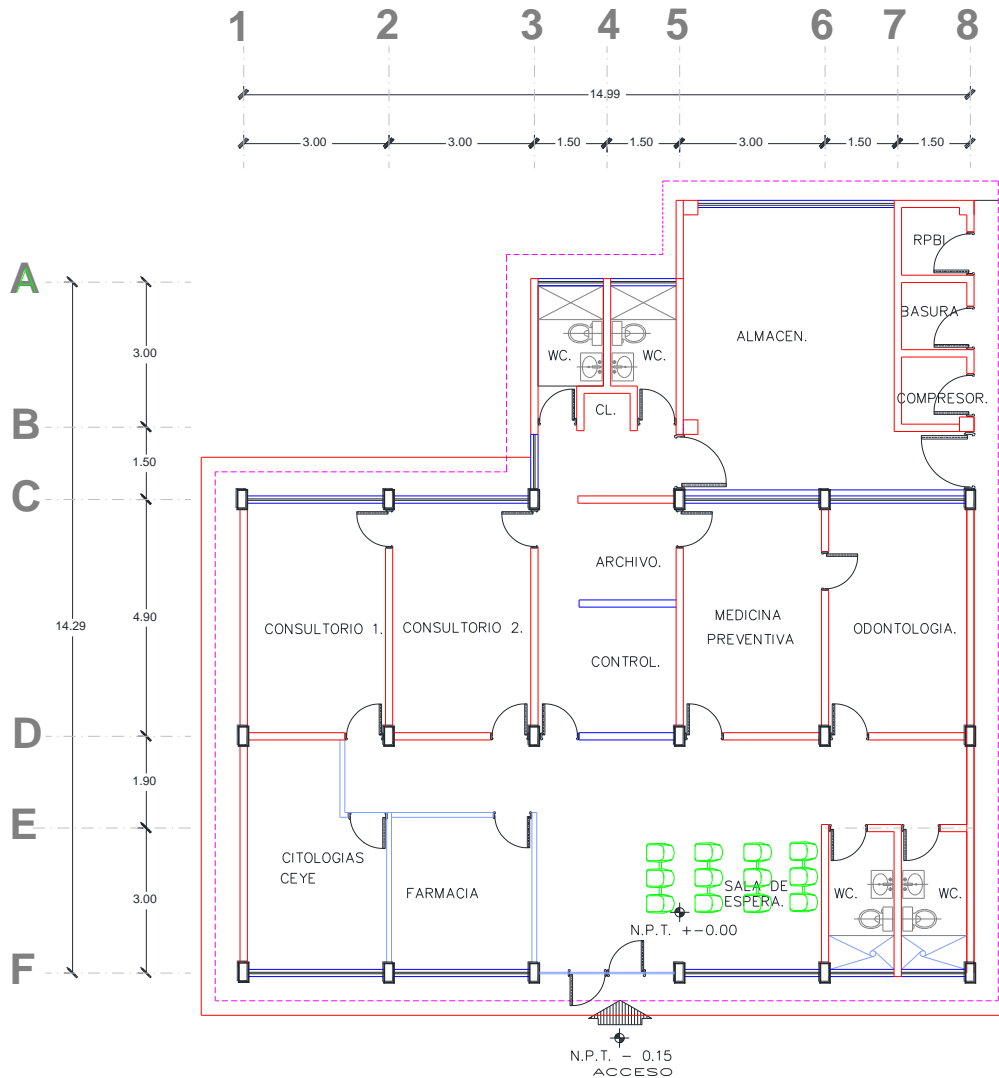 1 2 3 4 5 6 7 8
14.99
3.00 3.00 1.50 1.50 3.00 1.50 1.50
A
B
C
D
E
F
3.00
1.50
4.90
14.29
1.90
3.00
RPBI
BASURA
ALMACEN.
WC. WC.
COMPRESOR.
CL.
ARCHIVO.
CONSULTORIO 1. CONSULTORIO 2.
MEDICINA
PREVENTIVA
ODONTOLOGIA.
CONTROL.
CITOLOGIAS
CEYE
FARMACIA
SALA DE
ESPERA.
WC. WC.
N.P.T. +-0.00
N.P.T. - 0.15
ACCESO